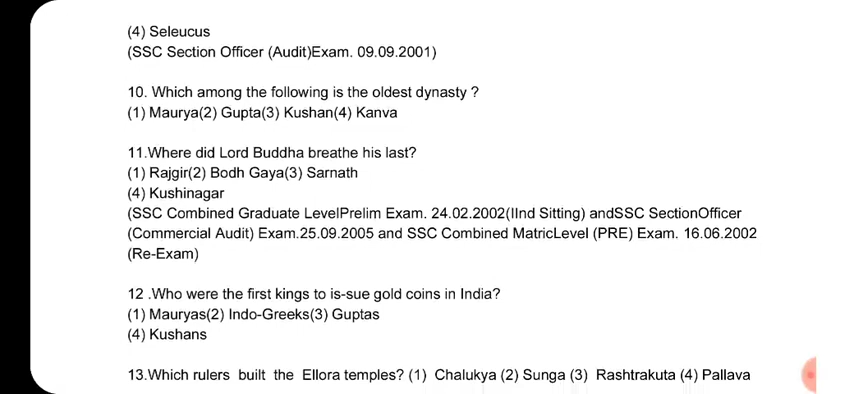 (4) Seleucus
(SSC Section Officer (Audit)Exam. 09.09.2001)
10. Which among the following is the oldest dynasty ?
(1) Maurya(2) Gupta(3) Kushan(4) Kanva
11.Where did Lord Buddha breathe his last?
(1) Rajgir(2) Bodh Gaya(3) Sarnath
(4) Kushinagar
(SSC Combined Graduate LevelPrelim Exam. 24.02.2002(IInd Sitting) andSSC SectionOfficer
(Commercial Audit) Exam.25.09.2005 and SSC Combined MatricLevel (PRE) Exam. 16.06.2002
(Re-Exam)
12 .Who were the first kings to is-sue gold coins in India?
(1) Mauryas(2) Indo-Greeks(3) Guptas
(4) Kushans
13.Which rulers built the Ellora temples? (1) Chalukya (2) Sunga (3) Rashtrakuta (4) Pallava